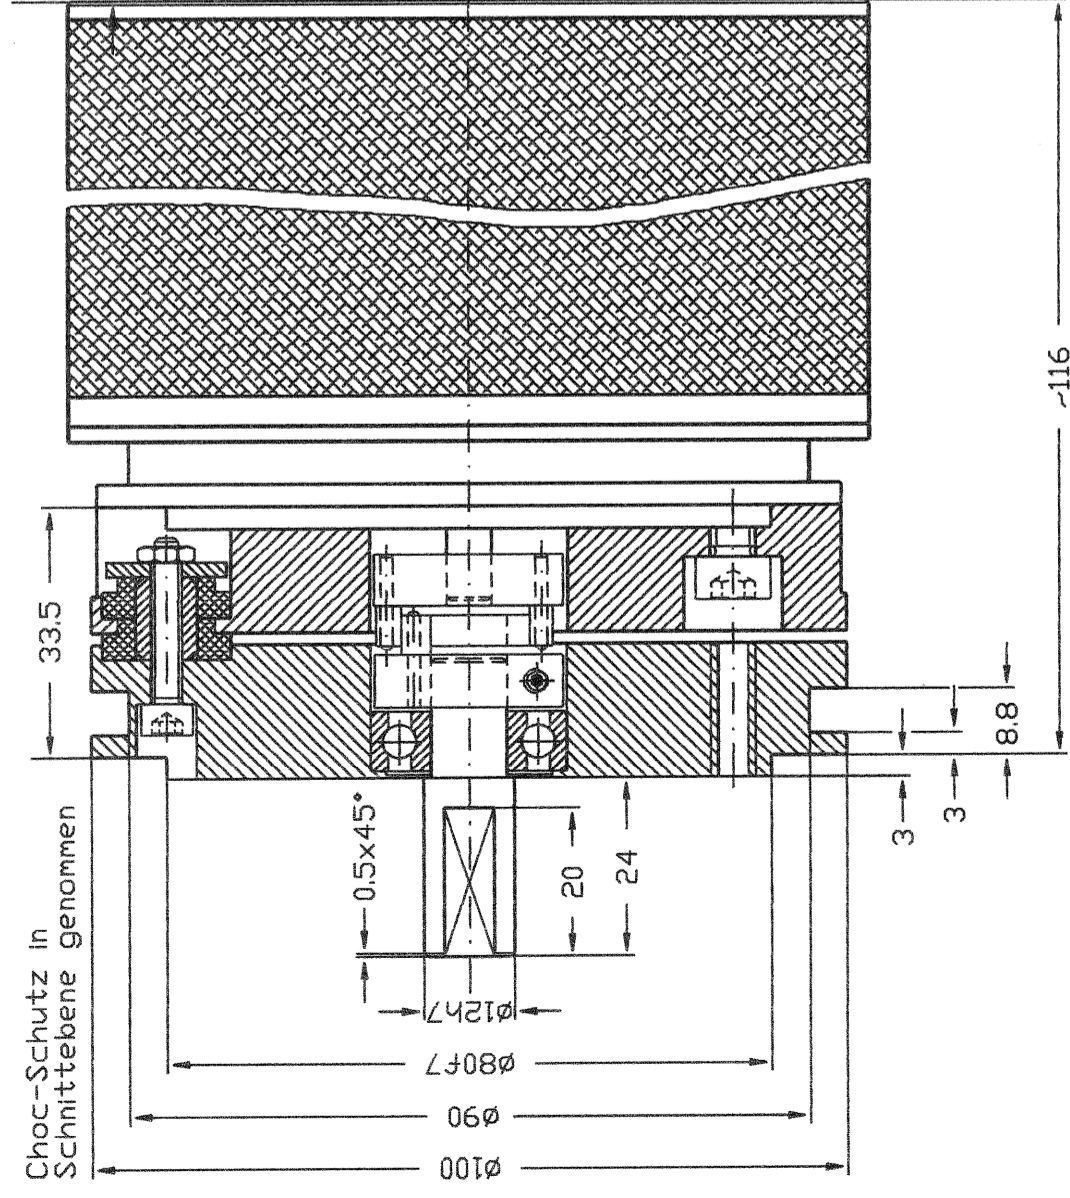 Choc-Schutz in
Schnittebene genommen
33.5
~116
8.8
3
3
0.5x45°
20
24
ø12h7
ø80f7
ø90
ø100